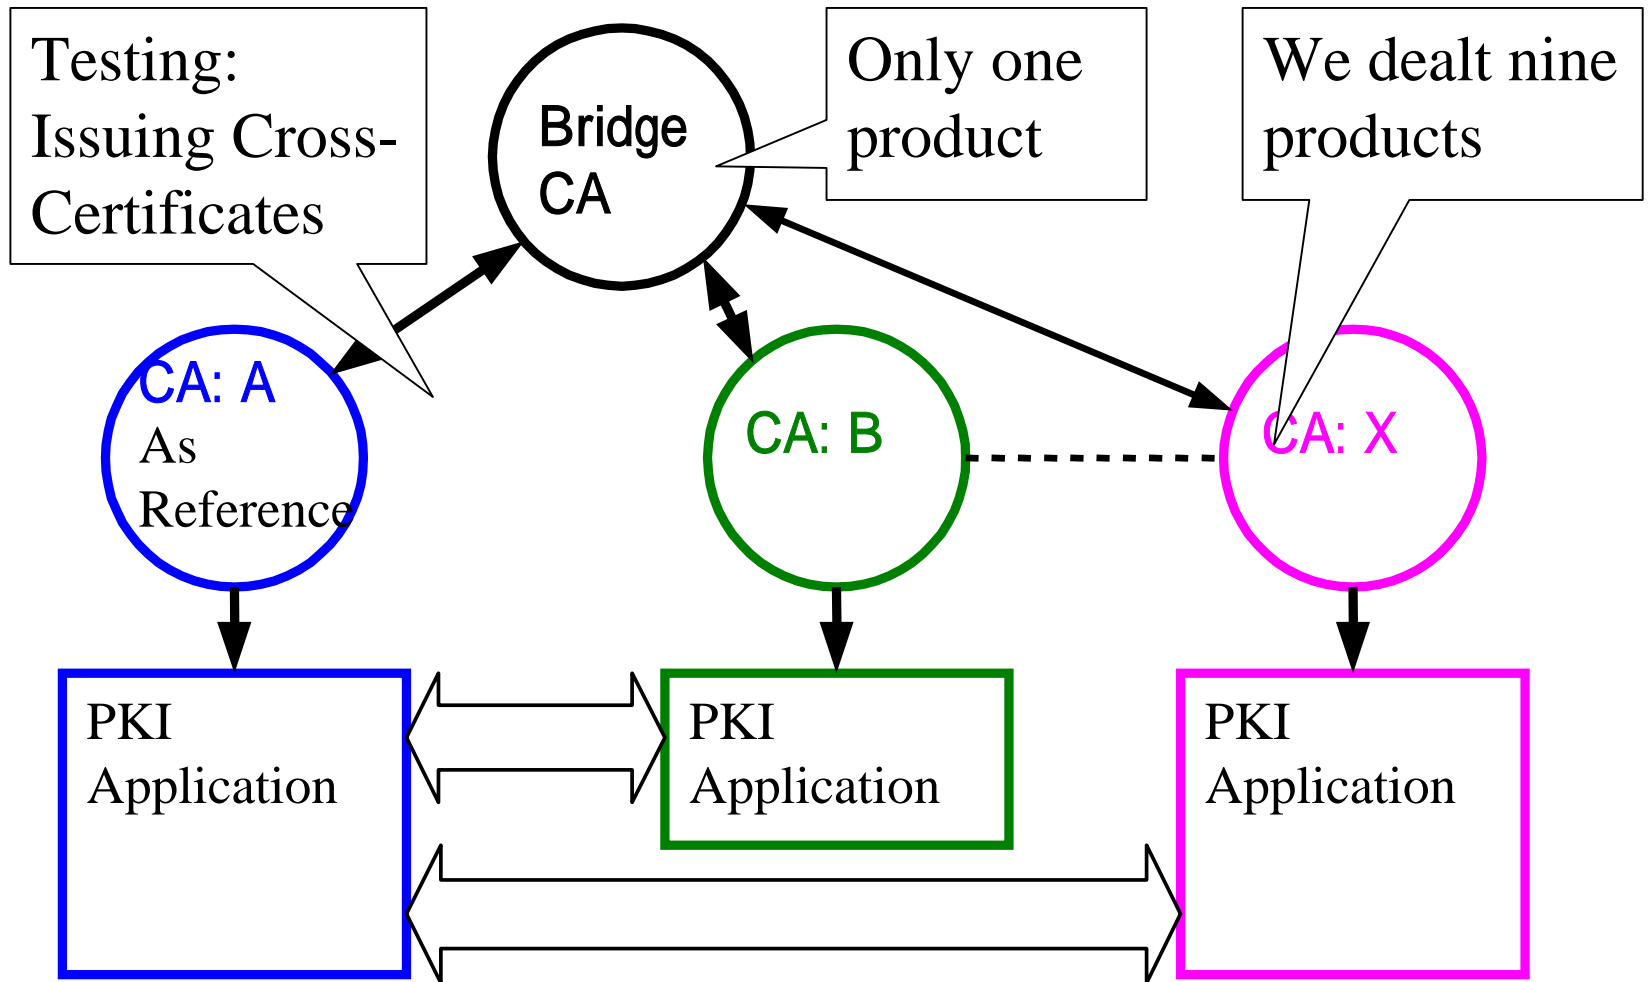 Testing:
Issuing Cross-
Certificates
Bridge
CA
Only one
product
We dealt nine
products
CA: A
As
Reference
CA: B
CA: X
PKI
Application
PKI
Application
PKI
Application